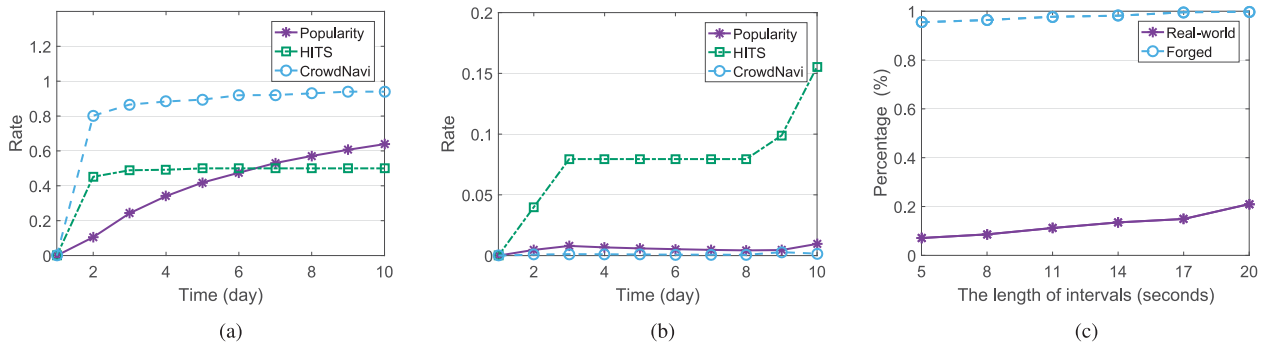 1.2
1
0.8
0.6
0.4
0.2
0
Rate
2
4
6
8
10
Time (day)
Popularity
HITS
CrowdNavi
(a)
0.2
0.15
0.1
0.05
0
Rate
2
4
6
8
10
Time (day)
Popularity
HITS
CrowdNavi
(b)
1
0.8
0.6
0.4
0.2
0
Percentage (%)
5
8
11
14
17
20
The length of intervals (seconds)
Real-world
Forged
(c)